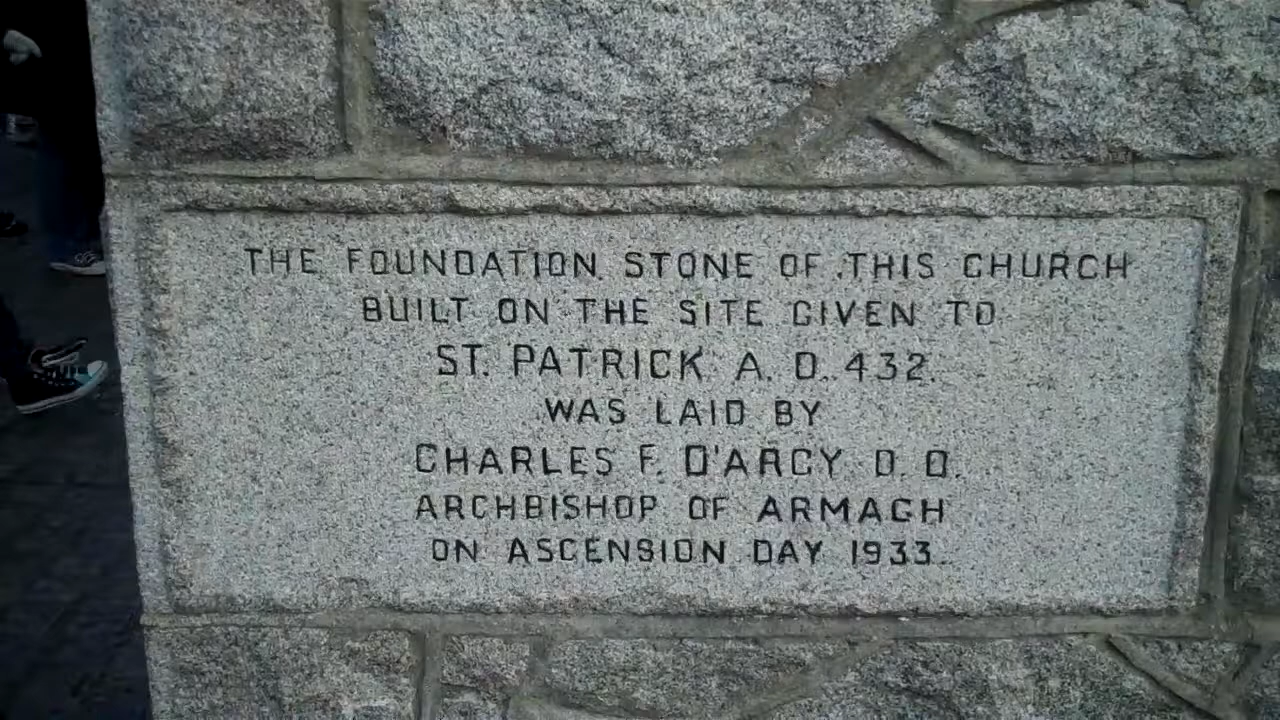 THE FOUNDATION STONE OF THIS CHURCH
BUILT ON THE SITE GIVEN TO
ST. PATRICK A. D. 432.
WAS LAID BY
CHARLES F. D'ARCY D. D.
ARCHBISHOP OF ARMAGH
ON ASCENSION DAY 1933.